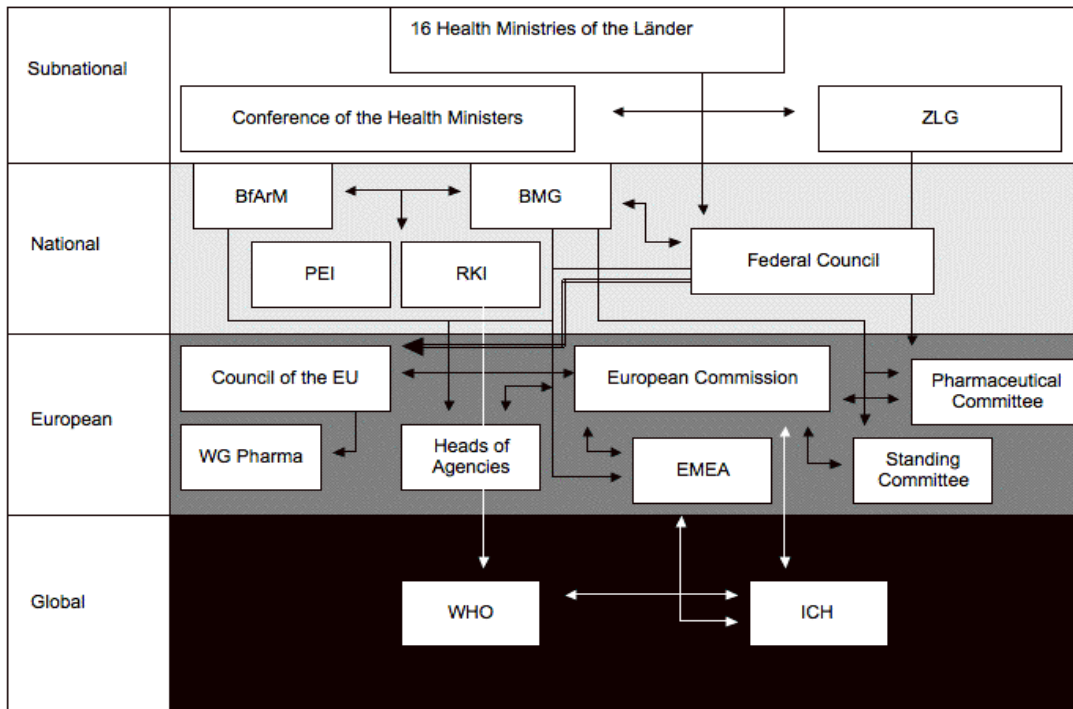 Subnational
16 Health Ministries of the Länder
Conference of the Health Ministers
ZLG
National
BfArM
BMG
PEI
RKI
Federal Council
European
Council of the EU
European Commission
Pharmaceutical
Committee
WG Pharma
Heads of
Agencies
EMEA
Standing
Committee
Global
WHO
ICH